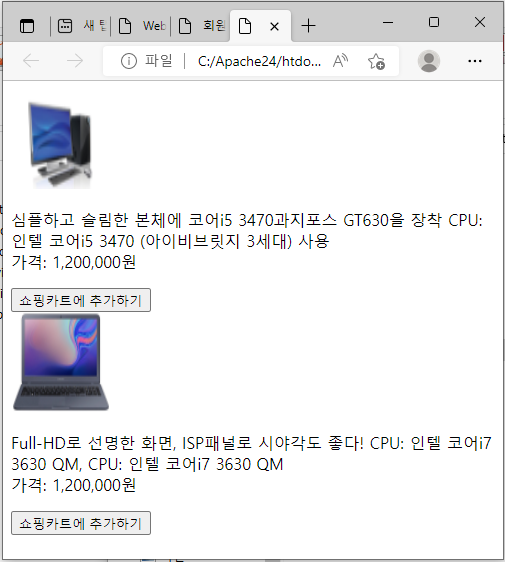 새 탭
Web
회원
파일
C:/Apache24/htdo...
심플하고 슬림한 본체에 코어i5 3470과지포스 GT630을 장착 CPU:
인텔 코어i5 3470 (아이비브릿지 3세대) 사용
가격: 1,200,000원
쇼핑카트에 추가하기
Full-HD로 선명한 화면, ISP패널로 시야각도 좋다! CPU: 인텔 코어i7
3630 QM, CPU: 인텔 코어i7 3630 QM
가격: 1,200,000원
쇼핑카트에 추가하기